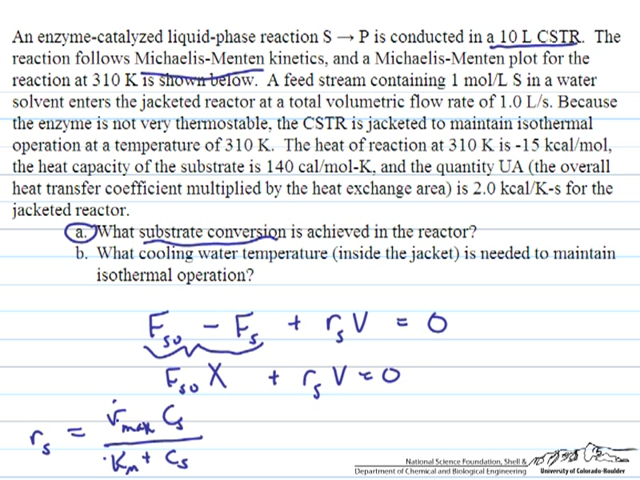 An enzyme-catalyzed liquid-phase reaction S → P is conducted in a 10 L CSTR. The
reaction follows Michaelis-Menten kinetics, and a Michaelis-Menten plot for the
reaction at 310 K is shown below. A feed stream containing 1 mol/L S in a water
solvent enters the jacketed reactor at a total volumetric flow rate of 1.0 L/s. Because
the enzyme is not very thermostable, the CSTR is jacketed to maintain isothermal
operation at a temperature of 310 K. The heat of reaction at 310 K is -15 kcal/mol,
the heat capacity of the substrate is 140 cal/mol-K, and the quantity UA (the overall
heat transfer coefficient multiplied by the heat exchange area) is 2.0 kcal/K-s for the
jacketed reactor.
a. What substrate conversion is achieved in the reactor?
b. What cooling water temperature (inside the jacket) is needed to maintain
isothermal operation?
F_so - F_s + r_s V = 0
F_so X + r_s V = 0
r_s = V_max C_s / K_m + C_s
National Science Foundation, Shell &
Department of Chemical and Biological Engineering
University of Colorado-Boulder